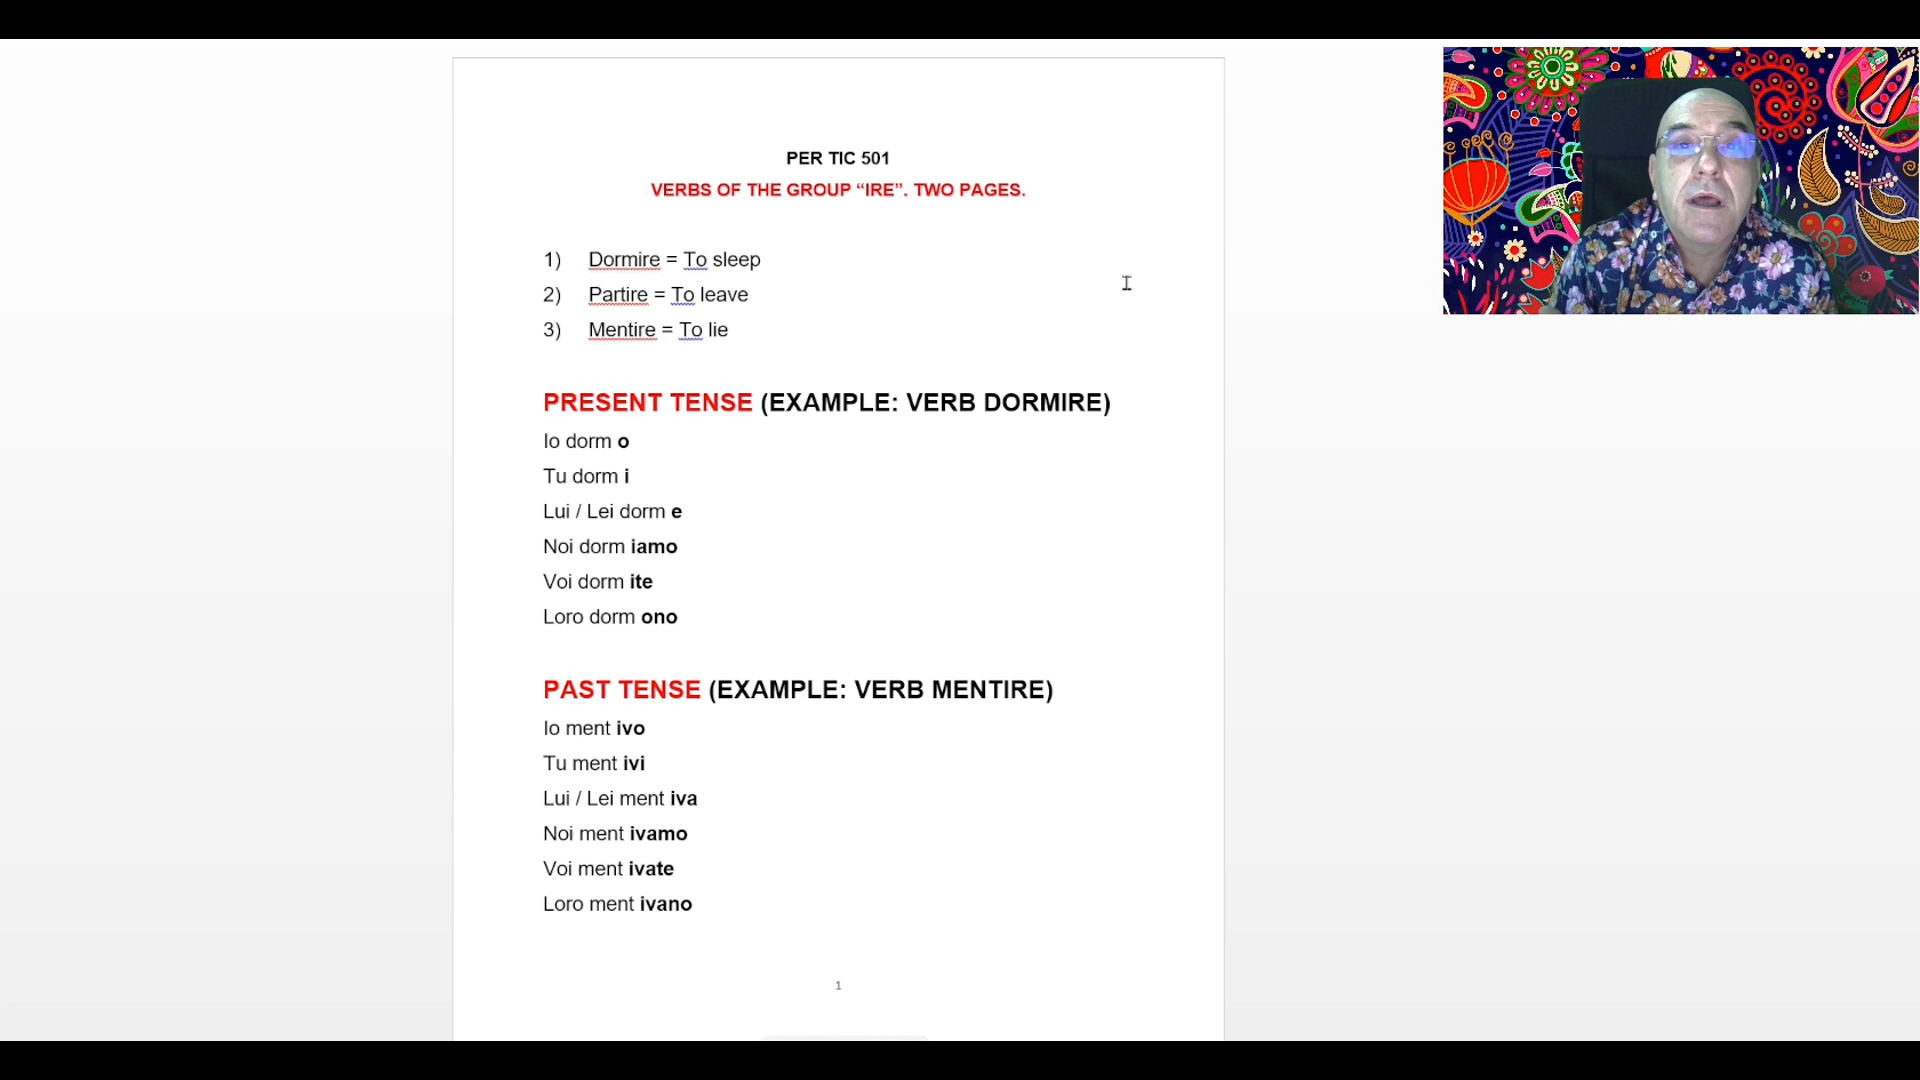 PER TIC 501
VERBS OF THE GROUP “IRE”. TWO PAGES.
1) Dormire = To sleep
2) Partire = To leave
3) Mentire = To lie
PRESENT TENSE (EXAMPLE: VERB DORMIRE)
Io dorm o
Tu dorm i
Lui / Lei dorm e
Noi dorm iamo
Voi dorm ite
Loro dorm ono
PAST TENSE (EXAMPLE: VERB MENTIRE)
Io ment ivo
Tu ment ivi
Lui / Lei ment iva
Noi ment ivamo
Voi ment ivate
Loro ment ivano
1